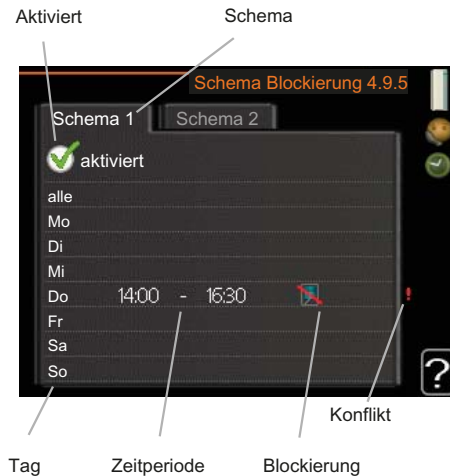 Aktiviert Schema
Schema Blockierung 4.9.5
Schema 1 Schema 2
aktiviert
alle
Mo
Di
Mi
Do 14:00 - 16:30 !
Fr
Sa
So
?
Konflikt
Tag Zeitperiode Blockierung